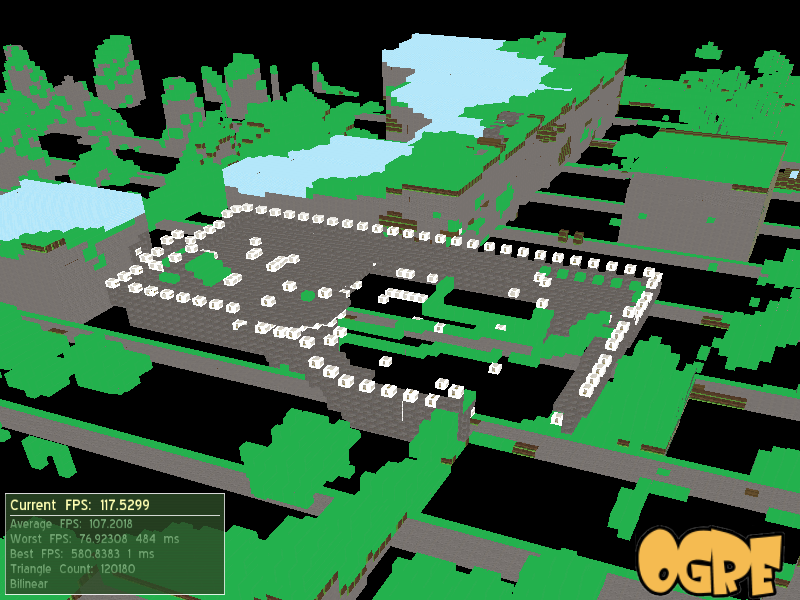 Current FPS: 117.5299
Average FPS: 107.2018
Worst FPS: 76.92308 484 ms
Best FPS: 580.8383 1 ms
Triangle Count: 120180
Bilinear
OGRE